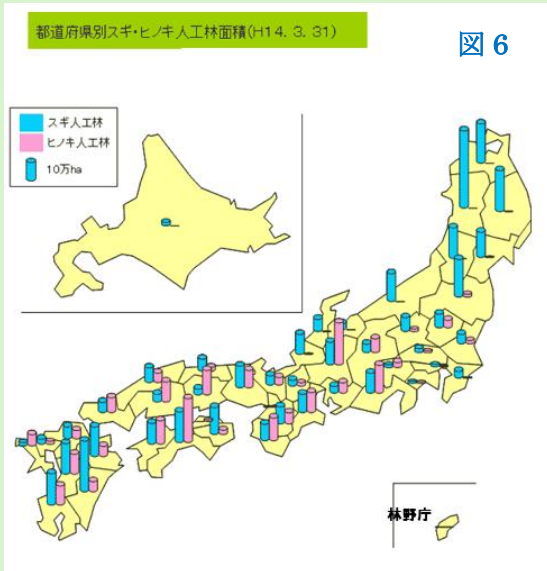 都道府県別スギ・ヒノキ人工林面積(H14. 3. 31)
図 6
スギ人工林
ヒノキ人工林
10万ha
林野庁